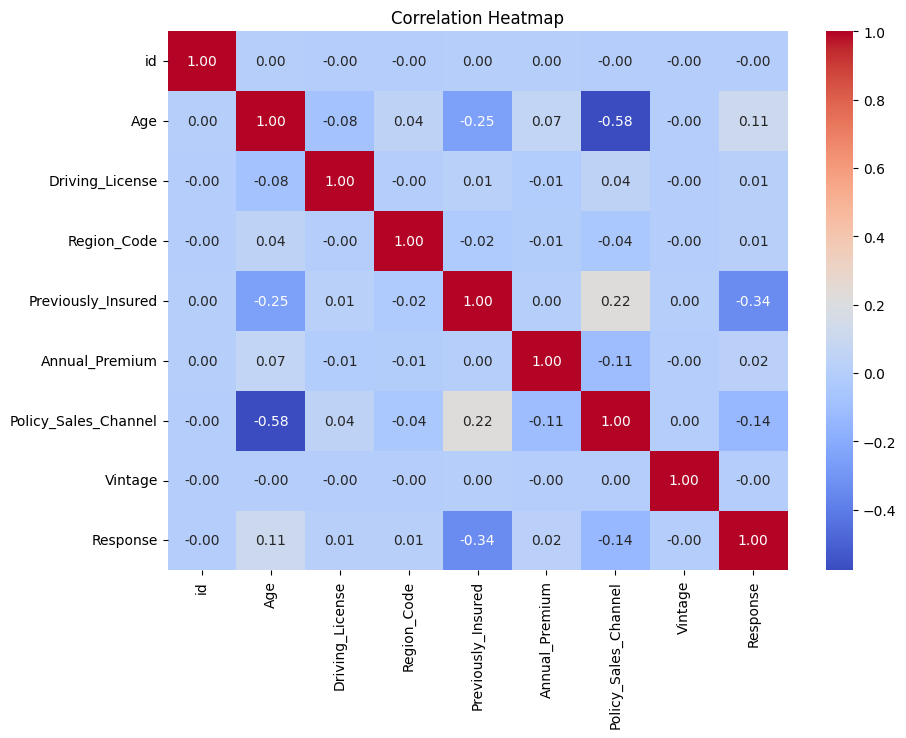 Correlation Heatmap
id 1.00 0.00 -0.00 -0.00 0.00 0.00 -0.00 -0.00 -0.00
Age 0.00 1.00 -0.08 0.04 -0.25 0.07 -0.58 -0.00 0.11
Driving_License -0.00 -0.08 1.00 -0.00 0.01 -0.01 0.04 -0.00 0.01
Region_Code -0.00 0.04 -0.00 1.00 -0.02 -0.01 -0.04 -0.00 0.01
Previously_Insured 0.00 -0.25 0.01 -0.02 1.00 0.00 0.22 0.00 -0.34
Annual_Premium 0.00 0.07 -0.01 -0.01 0.00 1.00 -0.11 -0.00 0.02
Policy_Sales_Channel -0.00 -0.58 0.04 -0.04 0.22 -0.11 1.00 0.00 -0.14
Vintage -0.00 -0.00 -0.00 -0.00 0.00 -0.00 0.00 1.00 -0.00
Response -0.00 0.11 0.01 0.01 -0.34 0.02 -0.14 -0.00 1.00
id
Age
Driving_License
Region_Code
Previously_Insured
Annual_Premium
Policy_Sales_Channel
Vintage
Response
1.0
0.8
0.6
0.4
0.2
0.0
−0.2
−0.4